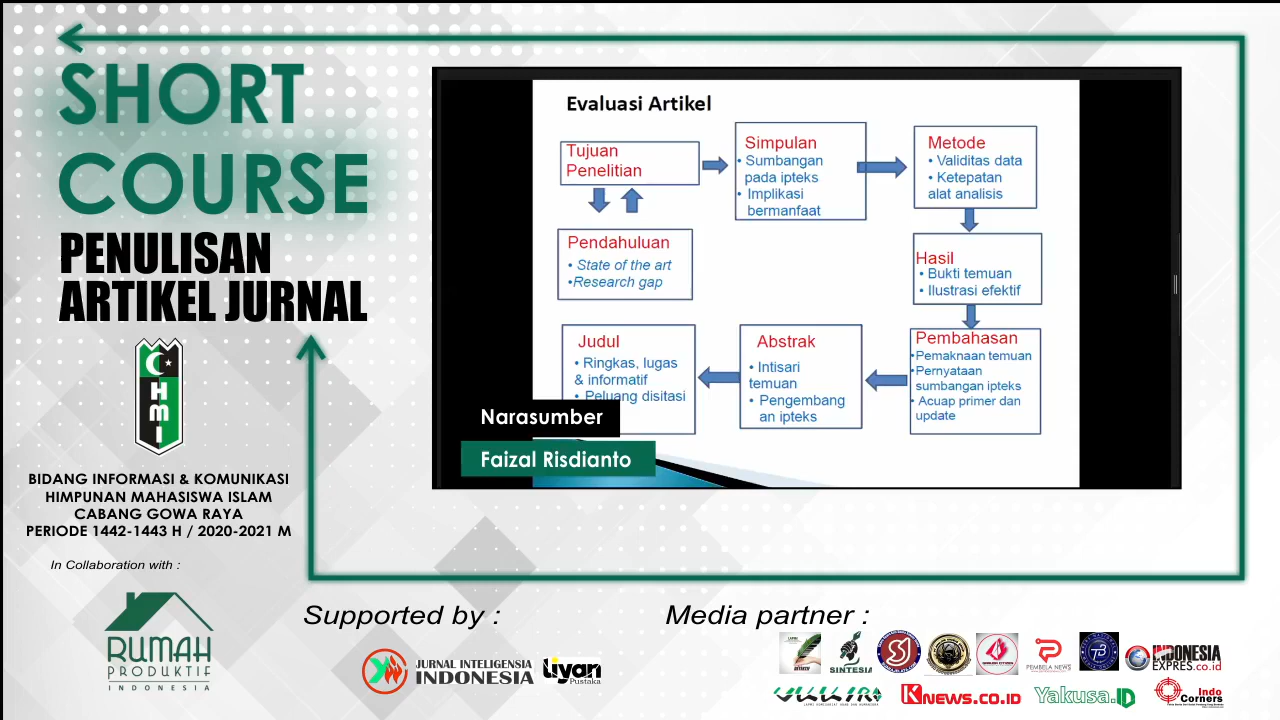 SHORT
COURSE
PENULISAN
ARTIKEL JURNAL
HMI
BIDANG INFORMASI & KOMUNIKASI
HIMPUNAN MAHASISWA ISLAM
CABANG GOWA RAYA
PERIODE 1442-1443 H / 2020-2021 M
In Collaboration with :
RUMAH
PRODUKTIF
INDONESIA
Evaluasi Artikel
Tujuan
Penelitian
Simpulan
• Sumbangan
pada ipteks
• Implikasi
bermanfaat
Metode
• Validitas data
• Ketepatan
alat analisis
Pendahuluan
• State of the art
•Research gap
Hasil
• Bukti temuan
• Ilustrasi efektif
Judul
• Ringkas, lugas
& informatif
• Peluang disitasi
Abstrak
• Intisari
temuan
• Pengembang
an ipteks
Pembahasan
•Pemaknaan temuan
•Pernyataan
sumbangan ipteks
•Acuap primer dan
update
Narasumber
Faizal Risdianto
Supported by :
JURNAL INTELIGENSIA
INDONESIA
Liyan
Pustaka
Media partner :
SINTESIA
PEMBELA NEWS
INDONESIA
EXPRES.co.id
KNEWS.CO.ID
Yakusa.ID
Indo
Corners